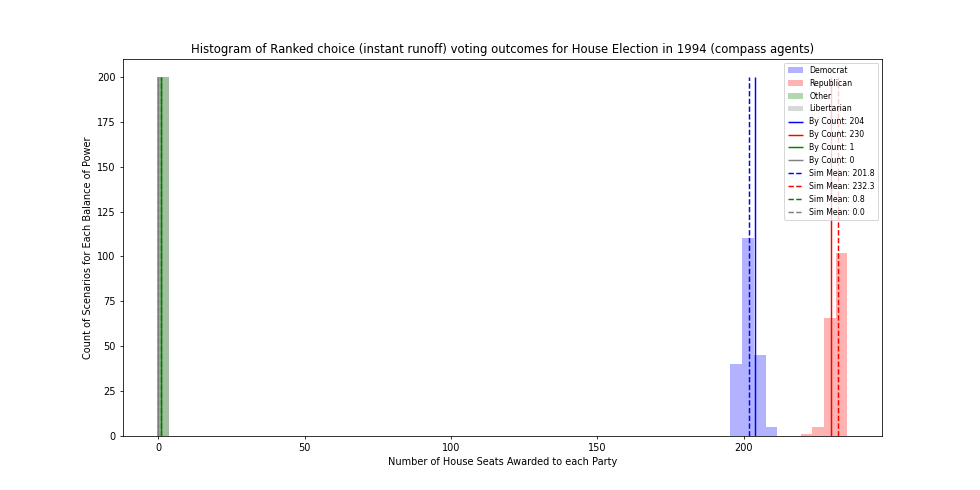 Histogram of Ranked choice (instant runoff) voting outcomes for House Election in 1994 (compass agents)
Count of Scenarios for Each Balance of Power
200
175
150
125
100
75
50
25
0
Democrat
Republican
Other
Libertarian
By Count: 204
By Count: 230
By Count: 1
By Count: 0
Sim Mean: 201.8
Sim Mean: 232.3
Sim Mean: 0.8
Sim Mean: 0.0
0 50 100 150 200
Number of House Seats Awarded to each Party